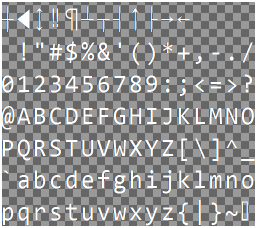 ┼◄↕‼¶┴┬┤↑├→←
!"#$%&'()*+,-./
0123456789:;<=>?
@ABCDEFGHIJKLMNO
PQRSTUVWXYZ[\]^_
`abcdefghijklmno
pqrstuvwxyz{|}~▯